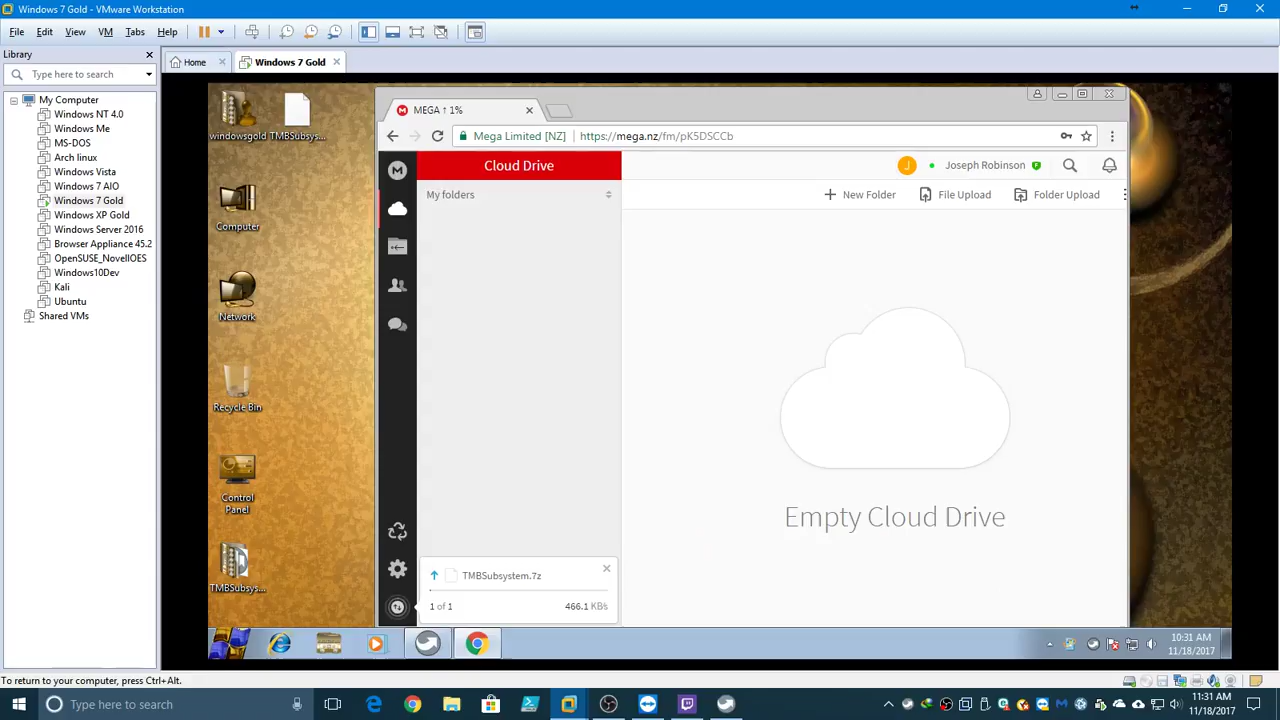 Windows 7 Gold - VMware Workstation
File Edit View VM Tabs Help
Library
Type here to search
My Computer
Windows NT 4.0
Windows Me
MS-DOS
Arch linux
Windows Vista
Windows 7 AIO
Windows 7 Gold
Windows XP Gold
Windows Server 2016
Browser Appliance 45.2
OpenSUSE_NovellOES
Windows10Dev
Kali
Ubuntu
Shared VMs
Home
Windows 7 Gold
windowsgold
TMBSubsys...
Computer
Network
Recycle Bin
Control
Panel
TMBSubsys...
MEGA ↑ 1%
Mega Limited [NZ] https://mega.nz/fm/pK5DSCCb
Cloud Drive
Joseph Robinson
J
My folders
New Folder File Upload Folder Upload
Empty Cloud Drive
TMBSubsystem.7z
1 of 1 466.1 KB/s
10:31 AM
11/18/2017
To return to your computer, press Ctrl+Alt.
Type here to search
11:31 AM
11/18/2017